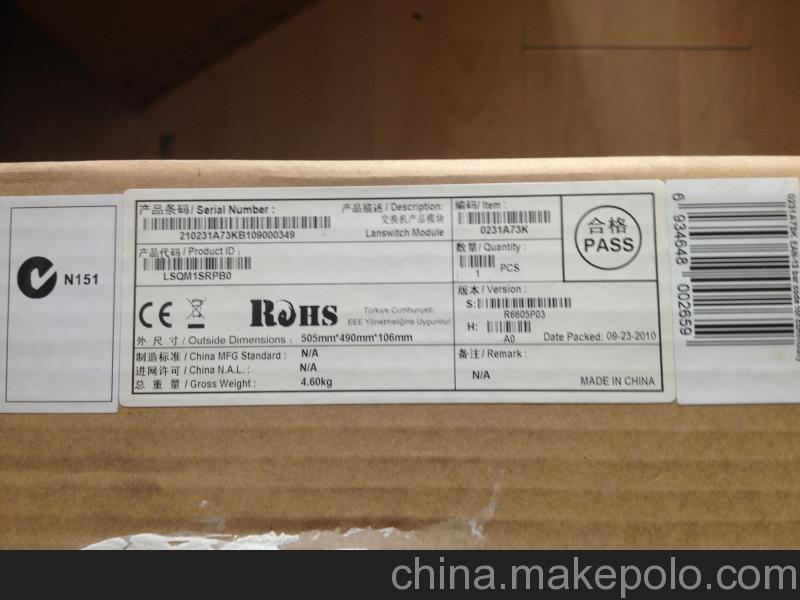 N151
产品条码 / Serial Number :
210231A73KB109000349
产品描述 / Description:
交换机产品模块
Lanswitch Module
编码/ Item :
0231A73K
合格
PASS
产品代码 / Product ID :
LSQM1SRPB0
数量/ Quantity :
1 PCS
CE
RoHS
Türkiye Cumhuriyeti:
EEE Yönetmeliğine Uygundur
版本/ Version :
S:
R6605P03
H:
A0
Date Packed: 09-23-2010
外 形 尺 寸 / Outside Dimensions : 505mm*490mm*106mm
制造标准 / China MFG Standard : N/A
进网许可 / China N.A.L. : N/A
总 重 量 / Gross Weight : 4.60kg
备注/ Remark :
N/A
MADE IN CHINA
6 934648 002659
0231A73K
china.makepolo.com